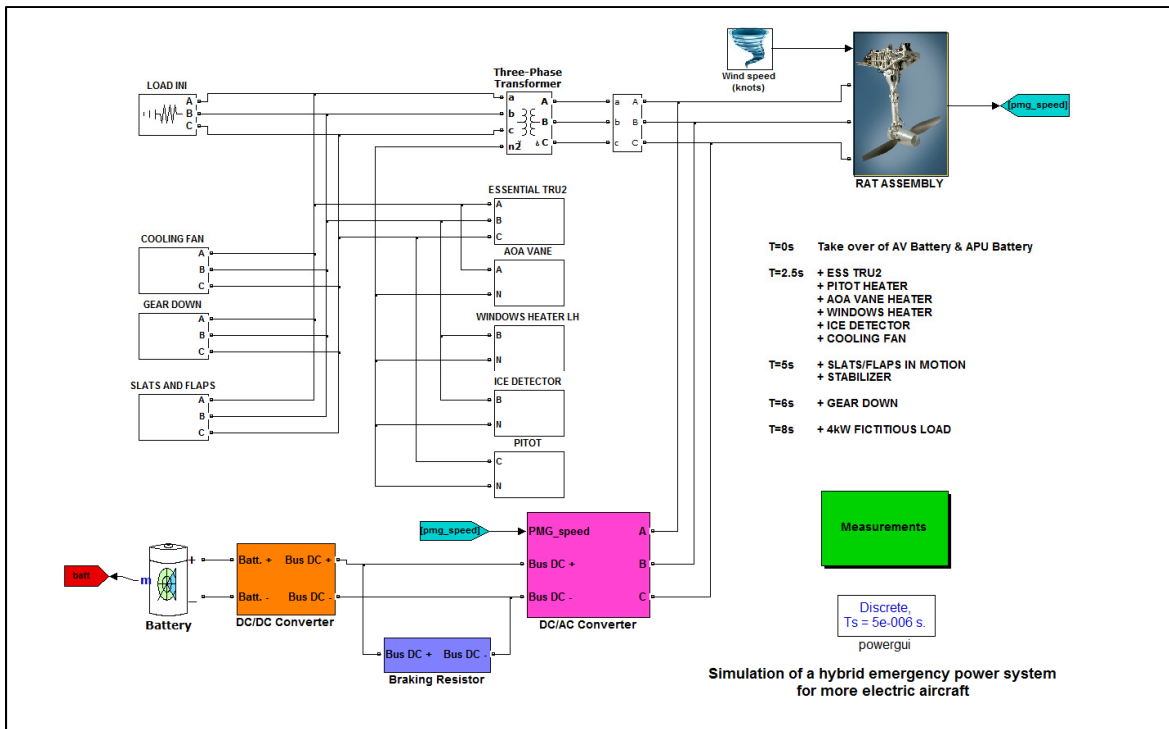 Wind speed
(knots)
[pmg_speed]
RAT ASSEMBLY
LOAD INI
A
B
C
Three-Phase
Transformer
a
b
c
n2
A
B
Δ C
a
b
c
A
B
C
ESSENTIAL TRU2
A
B
C
COOLING FAN
A
B
C
AOA VANE
A
N
GEAR DOWN
A
B
C
WINDOWS HEATER LH
B
N
SLATS AND FLAPS
A
B
C
ICE DETECTOR
B
N
PITOT
C
N
T=0s Take over of AV Battery & APU Battery
T=2.5s + ESS TRU2
+ PITOT HEATER
+ AOA VANE HEATER
+ WINDOWS HEATER
+ ICE DETECTOR
+ COOLING FAN
T=5s + SLATS/FLAPS IN MOTION
+ STABILIZER
T=6s + GEAR DOWN
T=8s + 4kW FICTITIOUS LOAD
Measurements
[pmg_speed]
PMG_speed A
Bus DC + B
Bus DC - C
DC/AC Converter
batt
m
+
–
Battery
Batt. + Bus DC +
Batt. - Bus DC -
DC/DC Converter
Bus DC + Bus DC -
Braking Resistor
Discrete,
Ts = 5e-006 s.
powergui
Simulation of a hybrid emergency power system
for more electric aircraft